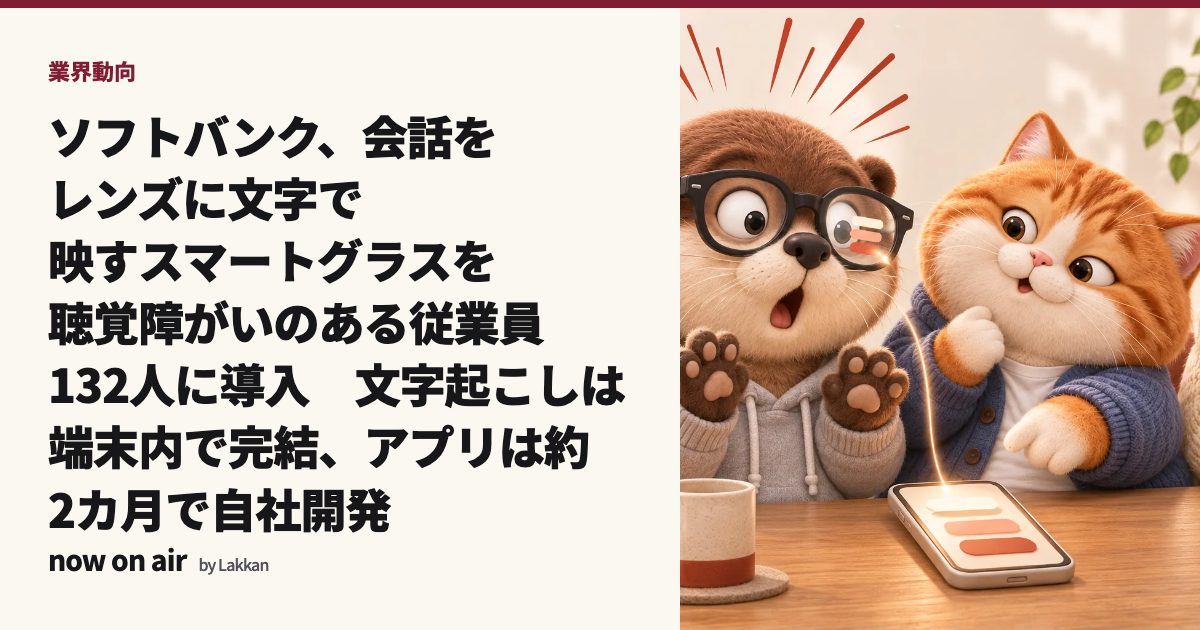 業界動向
ソフトバンク、会話を
レンズに文字で
映すスマートグラスを
聴覚障がいのある従業員
132人に導入　文字起こしは
端末内で完結、アプリは約
2カ月で自社開発
now on air by Lakkan